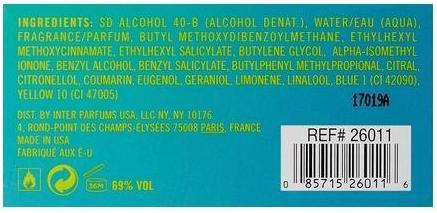 INGREDIENTS: SD ALCOHOL 40-B (ALCOHOL DENAT.), WATER/EAU (AQUA),
FRAGRANCE/PARFUM, BUTYL METHOXYDIBENZOYLMETHANE, ETHYLHEXYL
METHOXYCINNAMATE, ETHYLHEXYL SALICYLATE, BUTYLENE GLYCOL, ALPHA-ISOMETHYL
IONONE, BENZYL ALCOHOL, BENZYL SALICYLATE, BUTYLPHENYL METHYLPROPIONAL, CITRAL,
CITRONELLOL, COUMARIN, EUGENOL, GERANIOL, LIMONENE, LINALOOL, BLUE 1 (CI 42090),
YELLOW 10 (CI 47005)
17019A
DIST. BY INTER PARFUMS USA, LLC NY, NY 10176
4, ROND-POINT DES CHAMPS-ÉLYSÉES 75008 PARIS, FRANCE
MADE IN USA
FABRIQUÉ AUX É-U
REF# 26011
36M 69% VOL
0 85715 26011 6